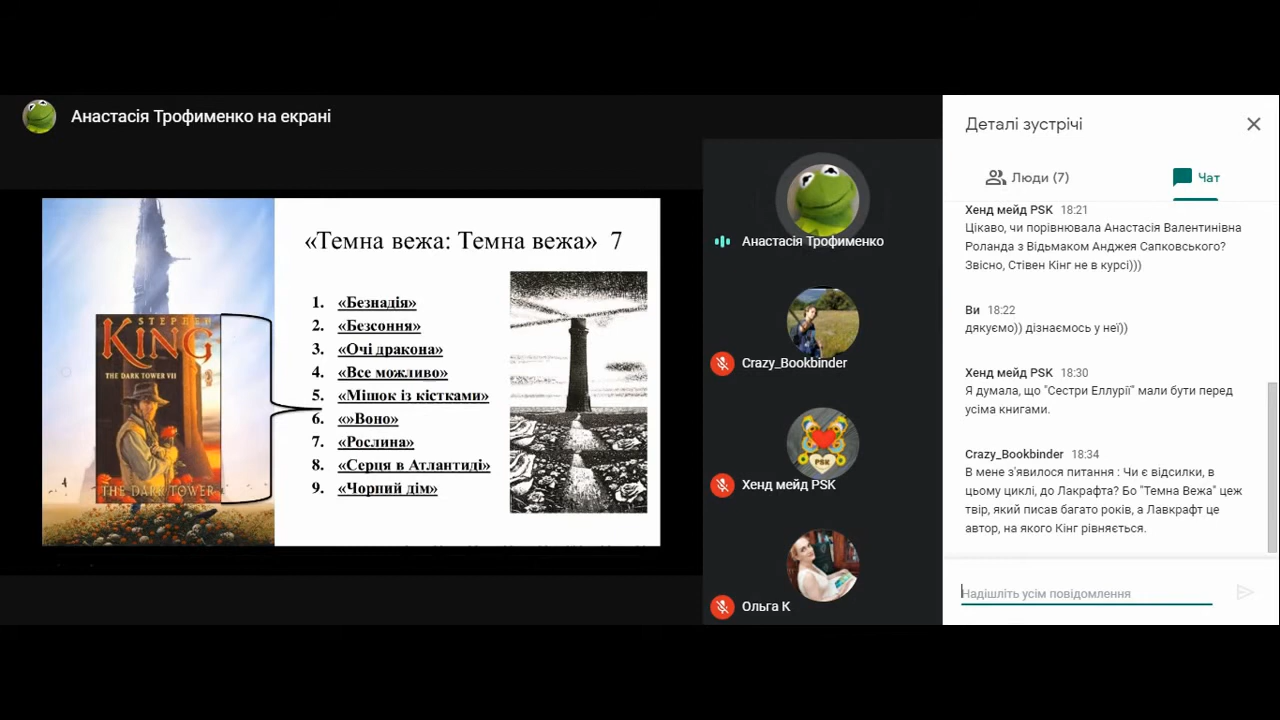 Анастасія Трофименко на екрані
«Темна вежа: Темна вежа» 7
STEPHEN
KING
THE DARK TOWER VII
THE DARK TOWER
1. «Безнадія»
2. «Безсоння»
3. «Очі дракона»
4. «Все можливо»
5. «Мішок із кістками»
6. «»Воно»
7. «Рослина»
8. «Серця в Атлантиді»
9. «Чорний дім»
Анастасія Трофименко
Crazy_Bookbinder
Хенд мейд PSK
PSK
Ольга К
Деталі зустрічі
Люди (7)
Чат
Хенд мейд PSK 18:21
Цікаво, чи порівнювала Анастасія Валентинівна
Роланда з Відьмаком Анджея Сапковського?
Звісно, Стівен Кінг не в курсі)))
Ви 18:22
дякуємо)) дізнаємось у неї))
Хенд мейд PSK 18:30
Я думала, що "Сестри Еллурії" мали бути перед
усіма книгами.
Crazy_Bookbinder 18:34
В мене з'явилося питання : Чи є відсилки, в
цьому циклі, до Лакрафта? Бо "Темна Вежа" цеж
твір, який писав багато років, а Лавкрафт це
автор, на якого Кінг рівняється.
Надішліть усім повідомлення